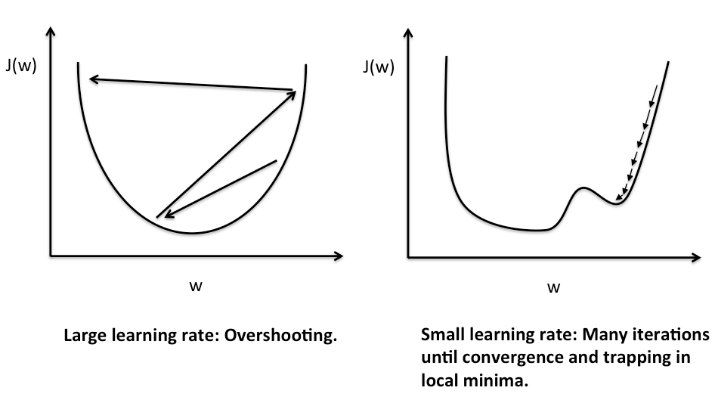 J(w)
w
Large learning rate: Overshooting.
J(w)
w
Small learning rate: Many iterations
until convergence and trapping in
local minima.